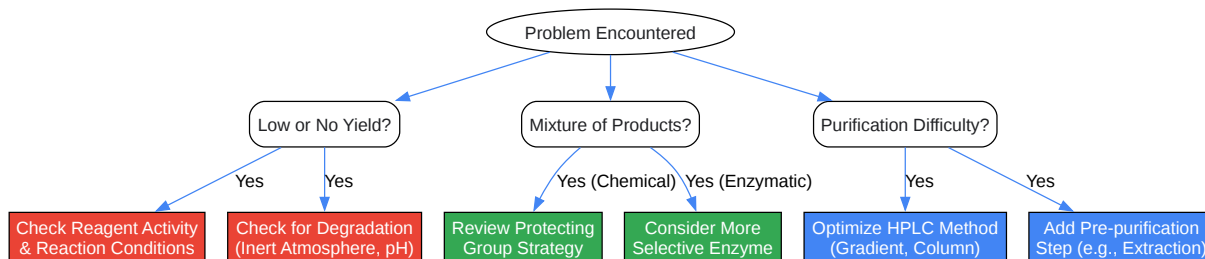 Problem Encountered
Low or No Yield?
Mixture of Products?
Purification Difficulty?
Yes
Yes
Yes (Chemical)
Yes (Enzymatic)
Yes
Yes
Check Reagent Activity
& Reaction Conditions
Check for Degradation
(Inert Atmosphere, pH)
Review Protecting
Group Strategy
Consider More
Selective Enzyme
Optimize HPLC Method
(Gradient, Column)
Add Pre-purification
Step (e.g., Extraction)